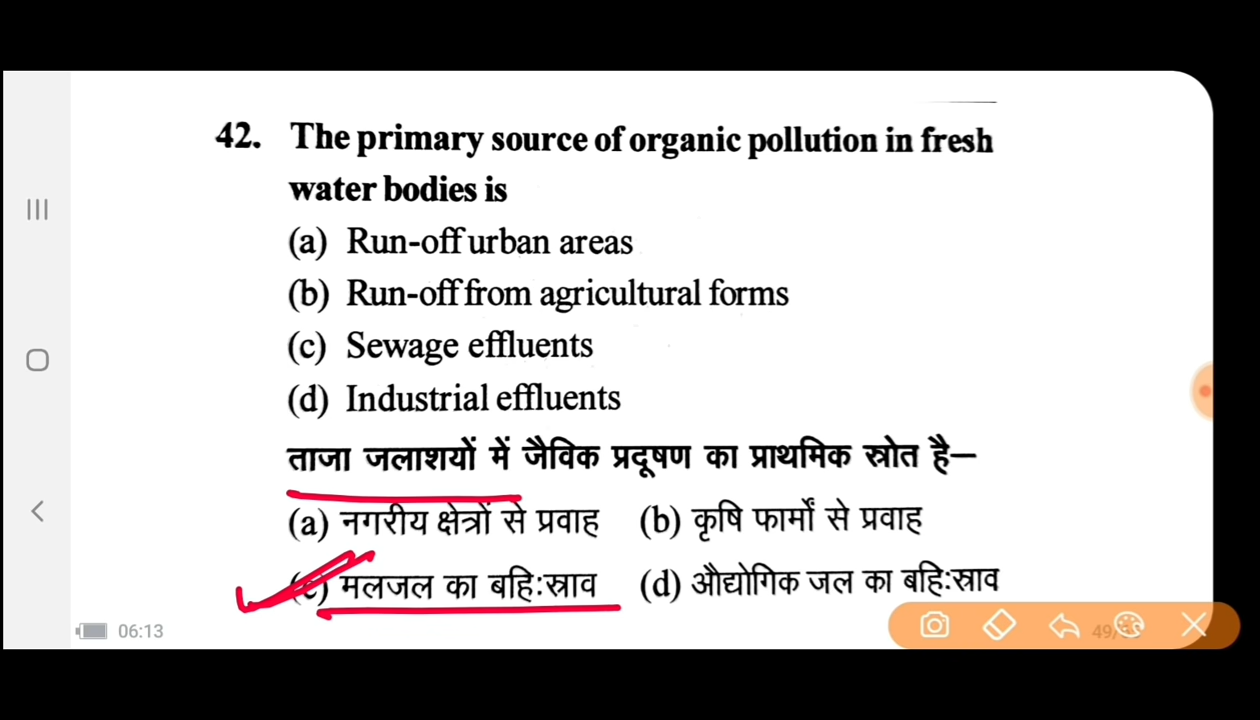 42. The primary source of organic pollution in fresh
water bodies is
(a) Run-off urban areas
(b) Run-off from agricultural forms
(c) Sewage effluents
(d) Industrial effluents
ताजा जलाशयों में जैविक प्रदूषण का प्राथमिक स्रोत है—
(a) नगरीय क्षेत्रों से प्रवाह (b) कृषि फार्मों से प्रवाह
(c) मलजल का बहिःस्राव (d) औद्योगिक जल का बहिःस्राव
06:13